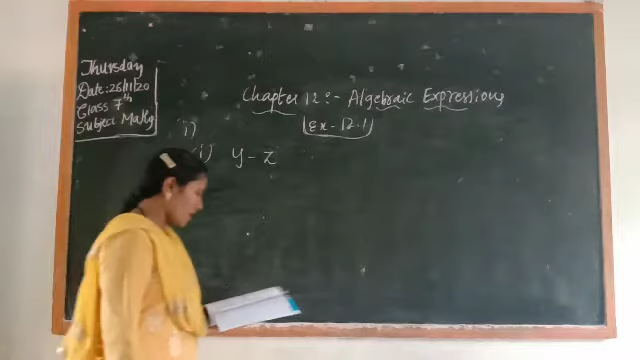 Thursday
Date: 26/11/20
Class 7th
Subject Maths
Chapter 12:- Algebraic Expressions
Ex-12.1
1)
(i) y-z